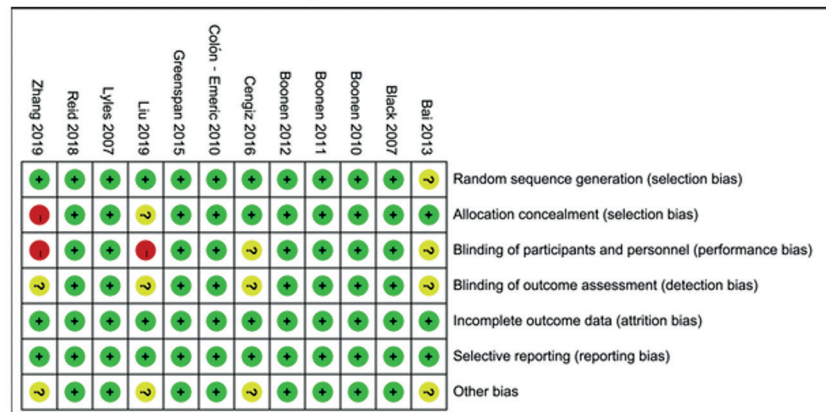 Zhang 2019
Reid 2018
Lyles 2007
Liu 2019
Greenspan 2015
Colón - Emeric 2010
Cengiz 2016
Boonen 2012
Boonen 2011
Boonen 2010
Black 2007
Bai 2013
+ + + + + + + + + + + ? Random sequence generation (selection bias)
− + + ? + + + + + + + + Allocation concealment (selection bias)
− + + − + + ? + + + + ? Blinding of participants and personnel (performance bias)
? + + ? + + ? + + + + ? Blinding of outcome assessment (detection bias)
+ + + + + + + + + + + + Incomplete outcome data (attrition bias)
+ + + + + + + + + + + + Selective reporting (reporting bias)
? + + ? + + ? + + + + ? Other bias